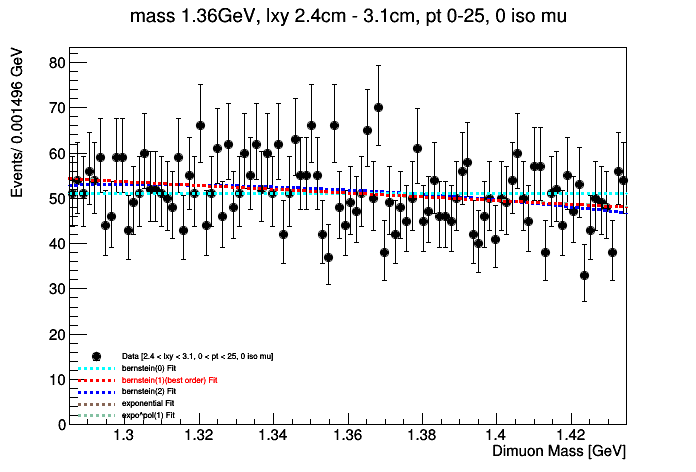 mass 1.36GeV, lxy 2.4cm - 3.1cm, pt 0-25, 0 iso mu
Events/ 0.001496 GeV
80
70
60
50
40
30
20
10
0
Data [2.4 < lxy < 3.1, 0 < pt < 25, 0 iso mu]
bernstein(0) Fit
bernstein(1)(best order) Fit
bernstein(2) Fit
exponential Fit
expo^pol(1) Fit
1.3 1.32 1.34 1.36 1.38 1.4 1.42
Dimuon Mass [GeV]